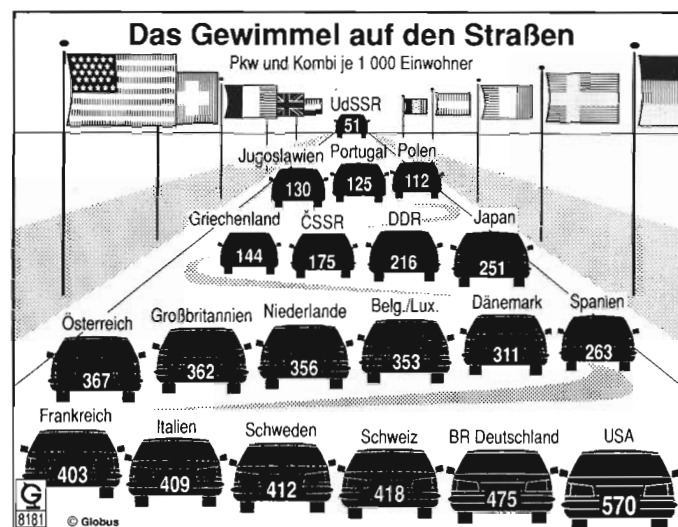 Das Gewimmel auf den Straßen
Pkw und Kombi je 1 000 Einwohner
UdSSR
51
Jugoslawien Portugal Polen
130 125 112
Griechenland ČSSR DDR Japan
144 175 216 251
Österreich Großbritannien Niederlande Belg./Lux. Dänemark Spanien
367 362 356 353 311 263
Frankreich Italien Schweden Schweiz BR Deutschland USA
403 409 412 418 475 570
G
8181 © Globus